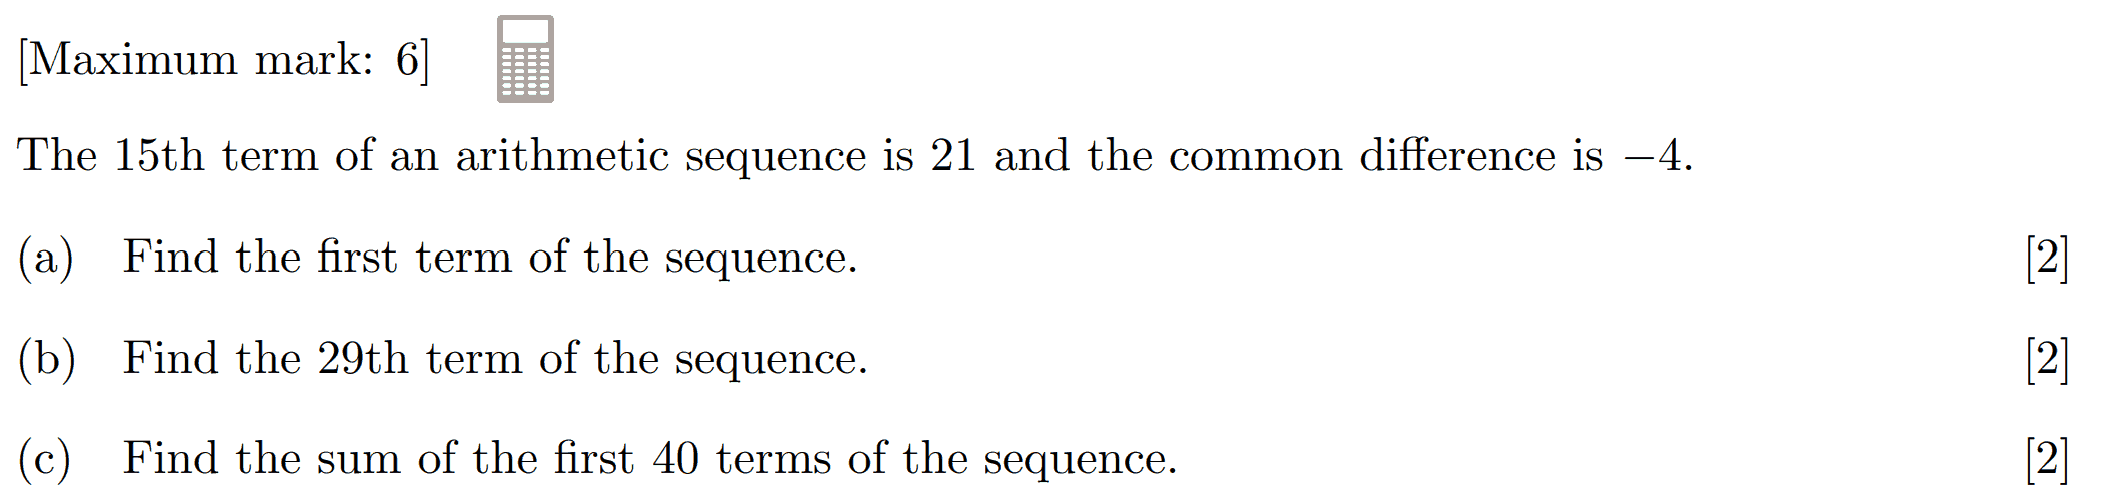 [Maximum mark: 6]
The 15th term of an arithmetic sequence is 21 and the common difference is −4.
(a) Find the first term of the sequence. [2]
(b) Find the 29th term of the sequence. [2]
(c) Find the sum of the first 40 terms of the sequence. [2]